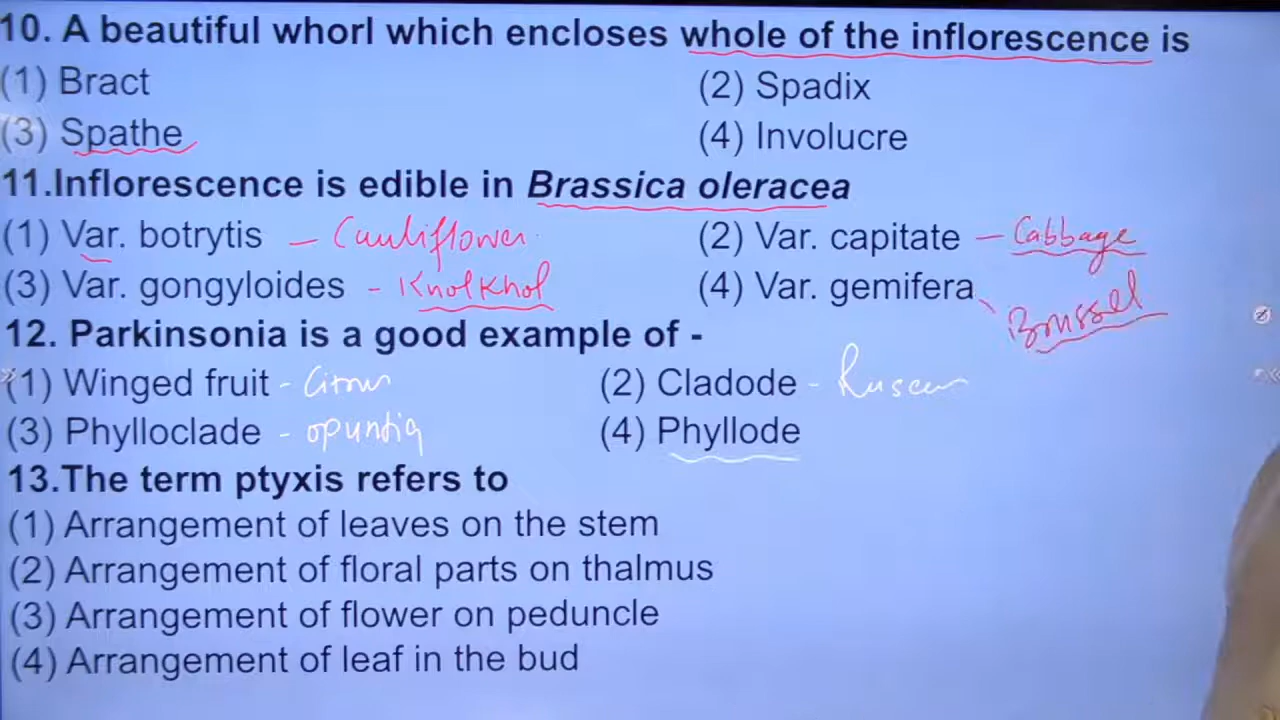 10. A beautiful whorl which encloses whole of the inflorescence is
(1) Bract (2) Spadix
(3) Spathe (4) Involucre
11.Inflorescence is edible in Brassica oleracea
(1) Var. botrytis - Cauliflower (2) Var. capitate - Cabbage
(3) Var. gongyloides - KnolKhol (4) Var. gemifera - Brussel
12. Parkinsonia is a good example of -
(1) Winged fruit - Citrus (2) Cladode - Ruscus
(3) Phylloclade - opuntia (4) Phyllode
13.The term ptyxis refers to
(1) Arrangement of leaves on the stem
(2) Arrangement of floral parts on thalmus
(3) Arrangement of flower on peduncle
(4) Arrangement of leaf in the bud